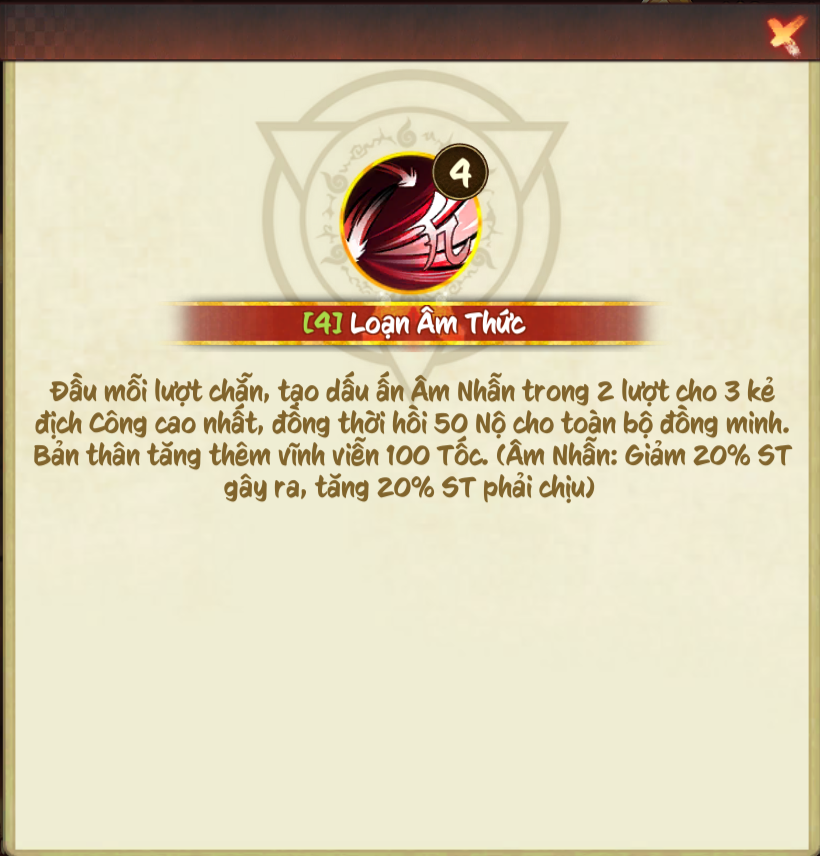 4
[4] Loạn Âm Thức
Đầu mỗi lượt chẵn, tạo dấu ấn Âm Nhẫn trong 2 lượt cho 3 kẻ
địch Công cao nhất, đồng thời hồi 50 Nộ cho toàn bộ đồng minh.
Bản thân tăng thêm vĩnh viễn 100 Tốc. (Âm Nhẫn: Giảm 20% ST
gây ra, tăng 20% ST phải chịu)